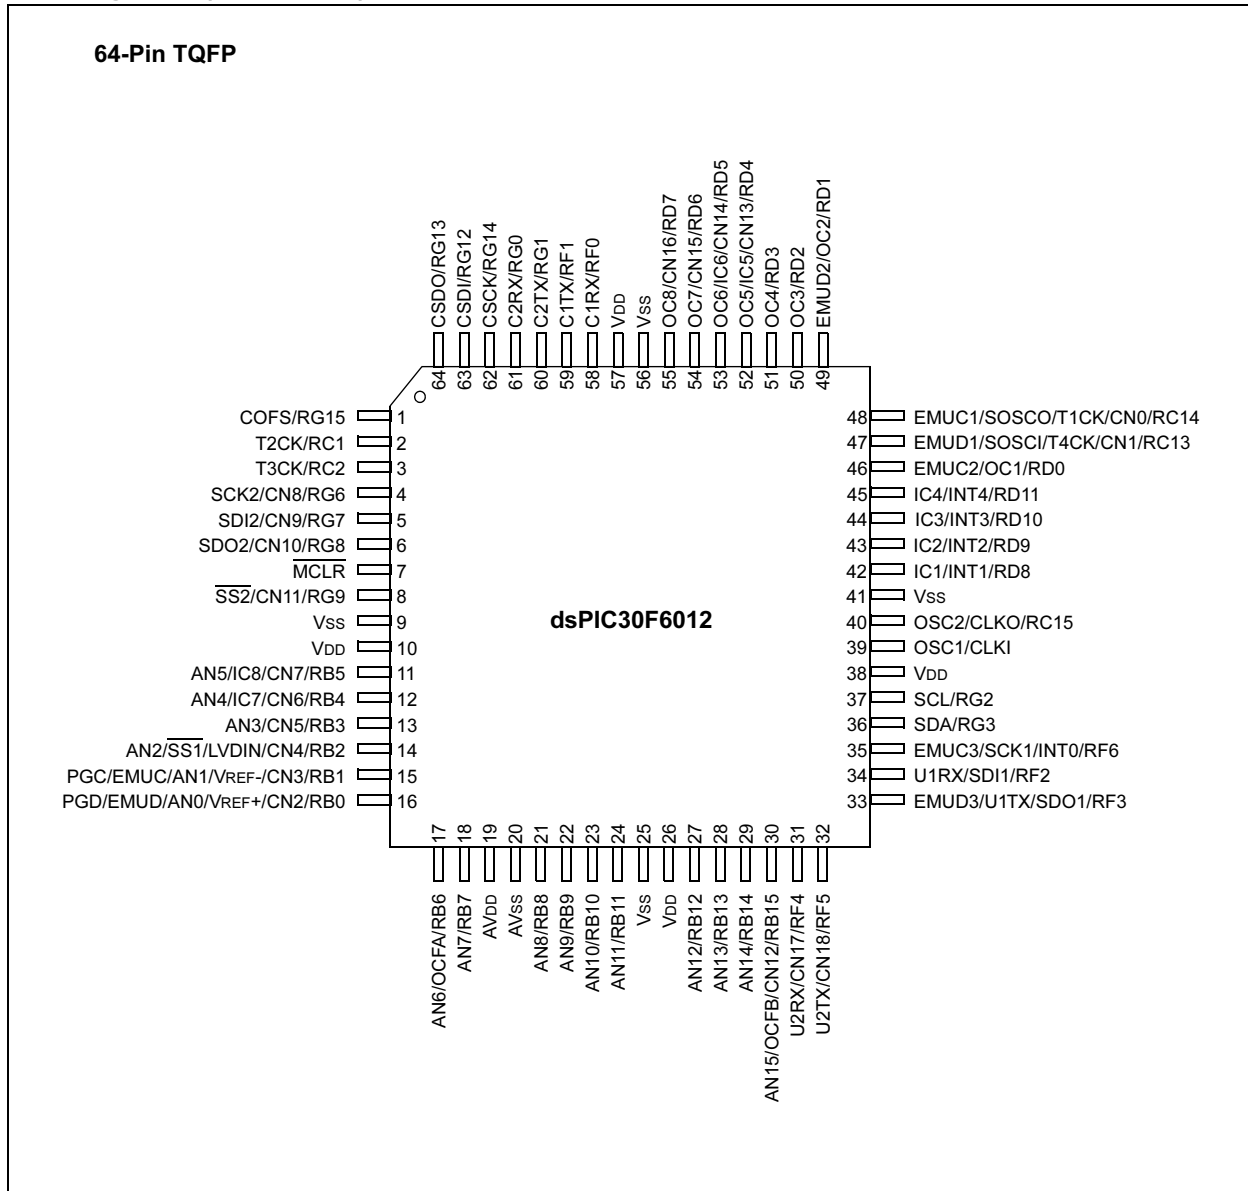 64-Pin TQFP
CSDO/RG13
CSDI/RG12
CSCK/RG14
C2RX/RG0
C2TX/RG1
C1TX/RF1
C1RX/RF0
VDD
VSS
OC8/CN16/RD7
OC7/CN15/RD6
OC6/IC6/CN14/RD5
OC5/IC5/CN13/RD4
OC4/RD3
OC3/RD2
EMUD2/OC2/RD1
64
63
62
61
60
59
58
57
56
55
54
53
52
51
50
49
COFS/RG15 1
T2CK/RC1 2
T3CK/RC2 3
SCK2/CN8/RG6 4
SDI2/CN9/RG7 5
SDO2/CN10/RG8 6
MCLR 7
SS2/CN11/RG9 8
VSS 9
VDD 10
AN5/IC8/CN7/RB5 11
AN4/IC7/CN6/RB4 12
AN3/CN5/RB3 13
AN2/SS1/LVDIN/CN4/RB2 14
PGC/EMUC/AN1/VREF-/CN3/RB1 15
PGD/EMUD/AN0/VREF+/CN2/RB0 16
dsPIC30F6012
48 EMUC1/SOSCO/T1CK/CN0/RC14
47 EMUD1/SOSCI/T4CK/CN1/RC13
46 EMUC2/OC1/RD0
45 IC4/INT4/RD11
44 IC3/INT3/RD10
43 IC2/INT2/RD9
42 IC1/INT1/RD8
41 VSS
40 OSC2/CLKO/RC15
39 OSC1/CLKI
38 VDD
37 SCL/RG2
36 SDA/RG3
35 EMUC3/SCK1/INT0/RF6
34 U1RX/SDI1/RF2
33 EMUD3/U1TX/SDO1/RF3
17
18
19
20
21
22
23
24
25
26
27
28
29
30
31
32
AN6/OCFA/RB6
AN7/RB7
AVDD
AVSS
AN8/RB8
AN9/RB9
AN10/RB10
AN11/RB11
VSS
VDD
AN12/RB12
AN13/RB13
AN14/RB14
AN15/OCFB/CN12/RB15
U2RX/CN17/RF4
U2TX/CN18/RF5